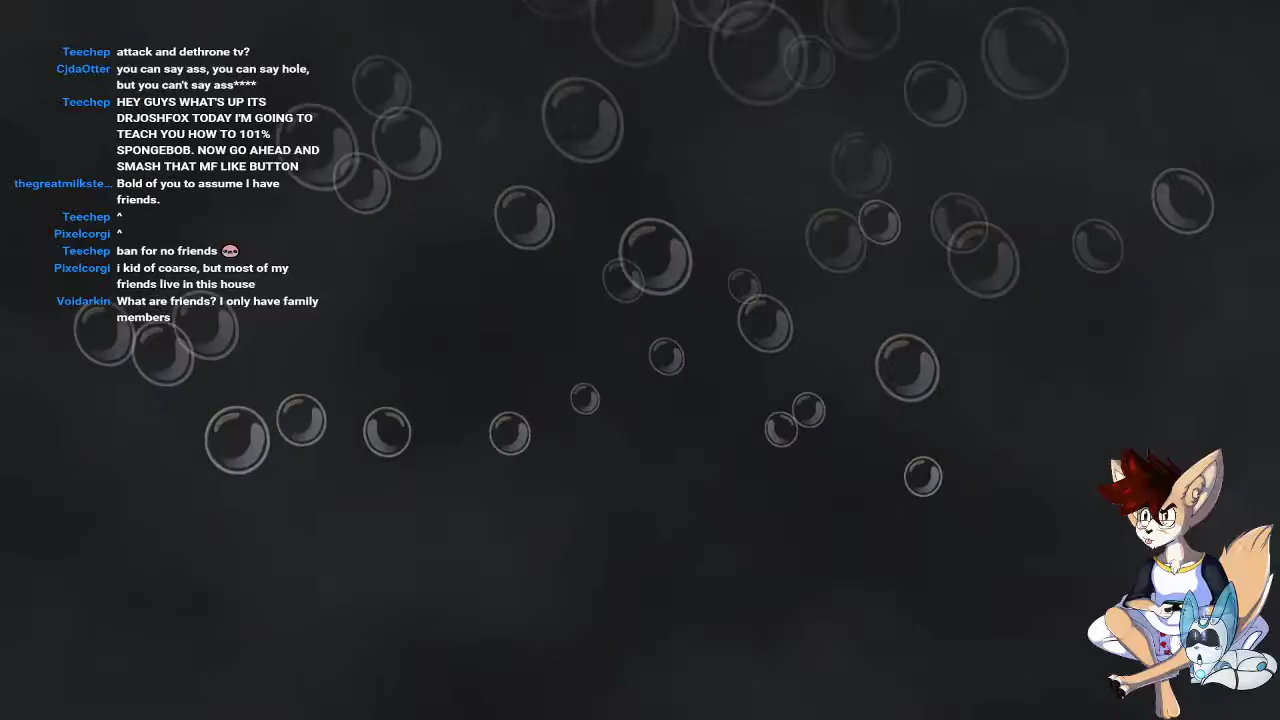 Teechep attack and dethrone tv?
CjdaOtter you can say ass, you can say hole,
but you can't say ass****
Teechep HEY GUYS WHAT'S UP ITS
DRJOSHFOX TODAY I'M GOING TO
TEACH YOU HOW TO 101%
SPONGEBOB. NOW GO AHEAD AND
SMASH THAT MF LIKE BUTTON
thegreatmilkste... Bold of you to assume I have
friends.
Teechep ^
Pixelcorgi ^
Teechep ban for no friends
Pixelcorgi i kid of coarse, but most of my
friends live in this house
Voidarkin What are friends? I only have family
members